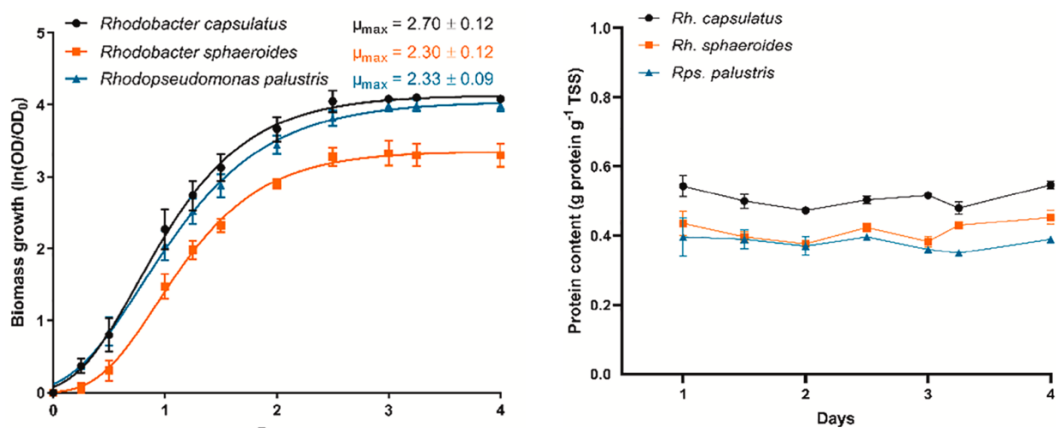 Rhodobacter capsulatus μmax = 2.70 ± 0.12
Rhodobacter sphaeroides μmax = 2.30 ± 0.12
Rhodopseudomonas palustris μmax = 2.33 ± 0.09
Biomass growth (ln(OD/OD0)
5
4
3
2
1
0
0 1 2 3 4
Rh. capsulatus
Rh. sphaeroides
Rps. palustris
Protein content (g protein g-1 TSS)
1.0
0.8
0.6
0.4
0.2
0.0
1 2 3 4
Days